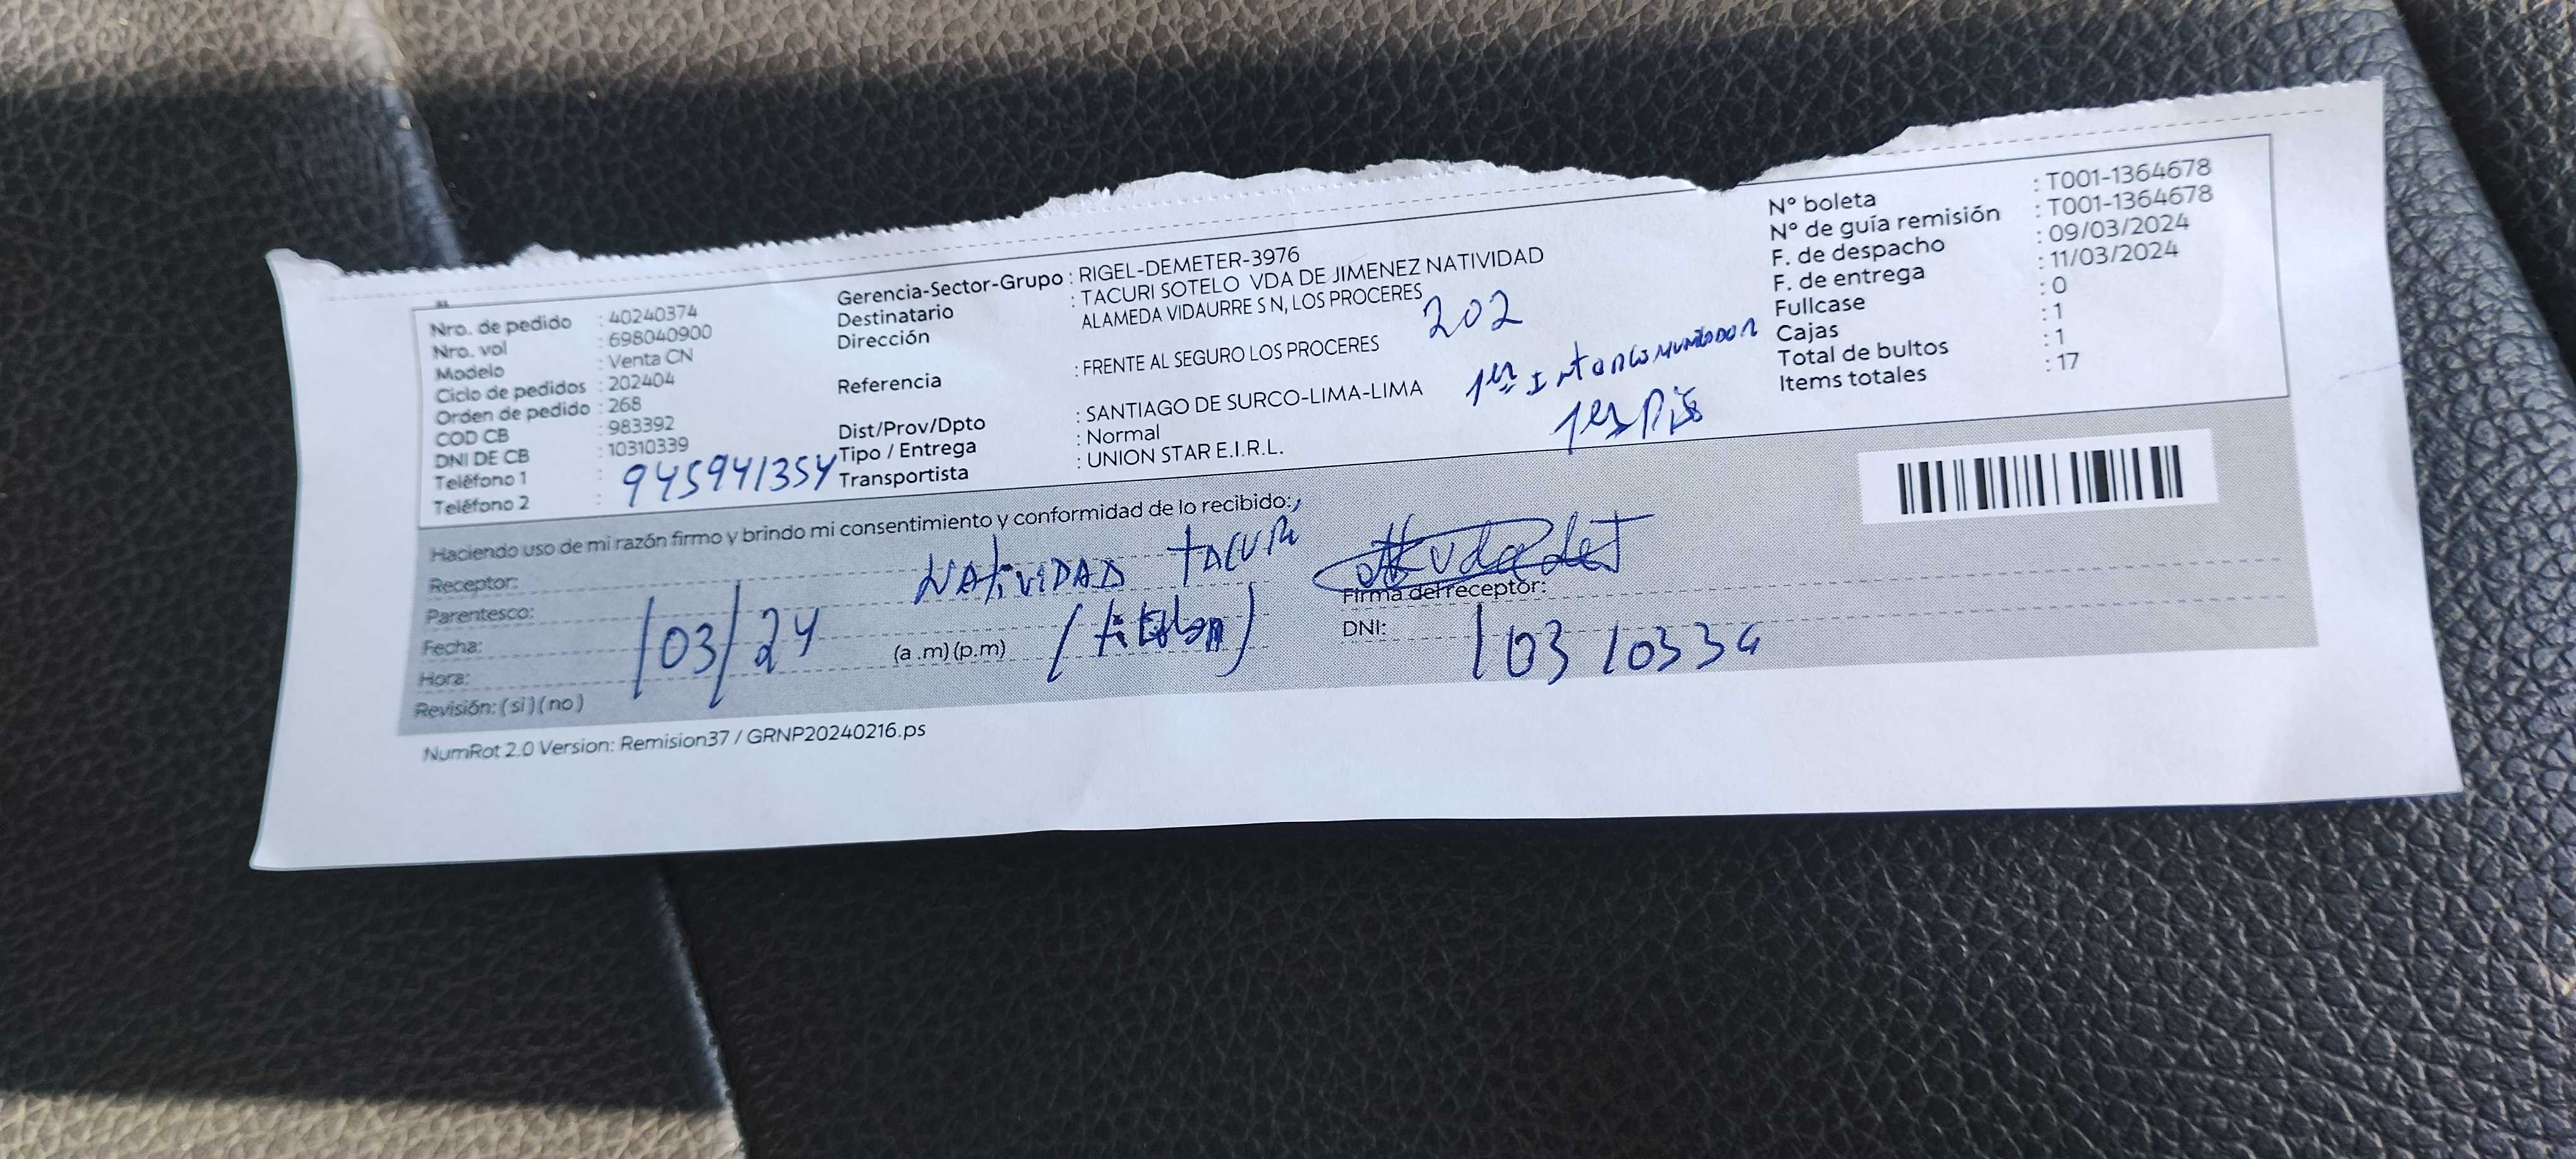 Nro. de pedido : 40240374
Nro. vol : 698040900
Modelo : Venta CN
Ciclo de pedidos : 202404
Orden de pedido : 268
COD CB : 983392
DNI DE CB : 10310339
Teléfono 1 :
Teléfono 2 : 945941354
Gerencia-Sector-Grupo : RIGEL-DEMETER-3976
Destinatario : TACURI SOTELO VDA DE JIMENEZ NATIVIDAD
Dirección ALAMEDA VIDAURRE S N, LOS PROCERES
202
Referencia : FRENTE AL SEGURO LOS PROCERES
Dist/Prov/Dpto : SANTIAGO DE SURCO-LIMA-LIMA
Tipo / Entrega : Normal
Transportista : UNION STAR E.I.R.L.
1er
1er
N° boleta : T001-1364678
N° de guía remisión : T001-1364678
F. de despacho : 09/03/2024
F. de entrega : 11/03/2024
Fullcase : 0
Cajas : 1
Total de bultos : 1
Items totales : 17
Haciendo uso de mi razón firmo y brindo mi consentimiento y conformidad de lo recibido:
Receptor: NATIVIDAD TACURI
Parentesco:
Fecha: /03/24
Hora: (a .m) (p.m)
Revisión: (si) (no)
Firma del receptor:
DNI: 10310339
NumRot 2.0 Version: Remision37 / GRNP20240216.ps